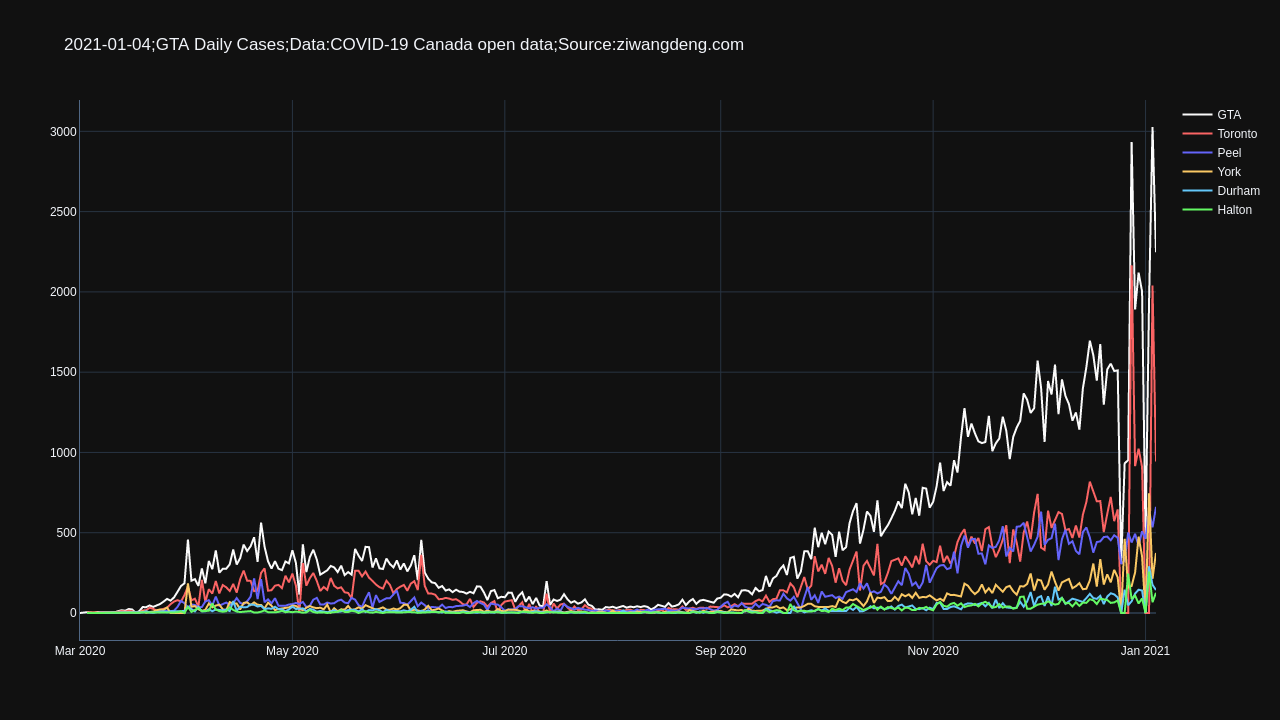 2021-01-04;GTA Daily Cases;Data:COVID-19 Canada open data;Source:ziwangdeng.com
GTA
Toronto
Peel
York
Durham
Halton
3000
2500
2000
1500
1000
500
0
Mar 2020 May 2020 Jul 2020 Sep 2020 Nov 2020 Jan 2021